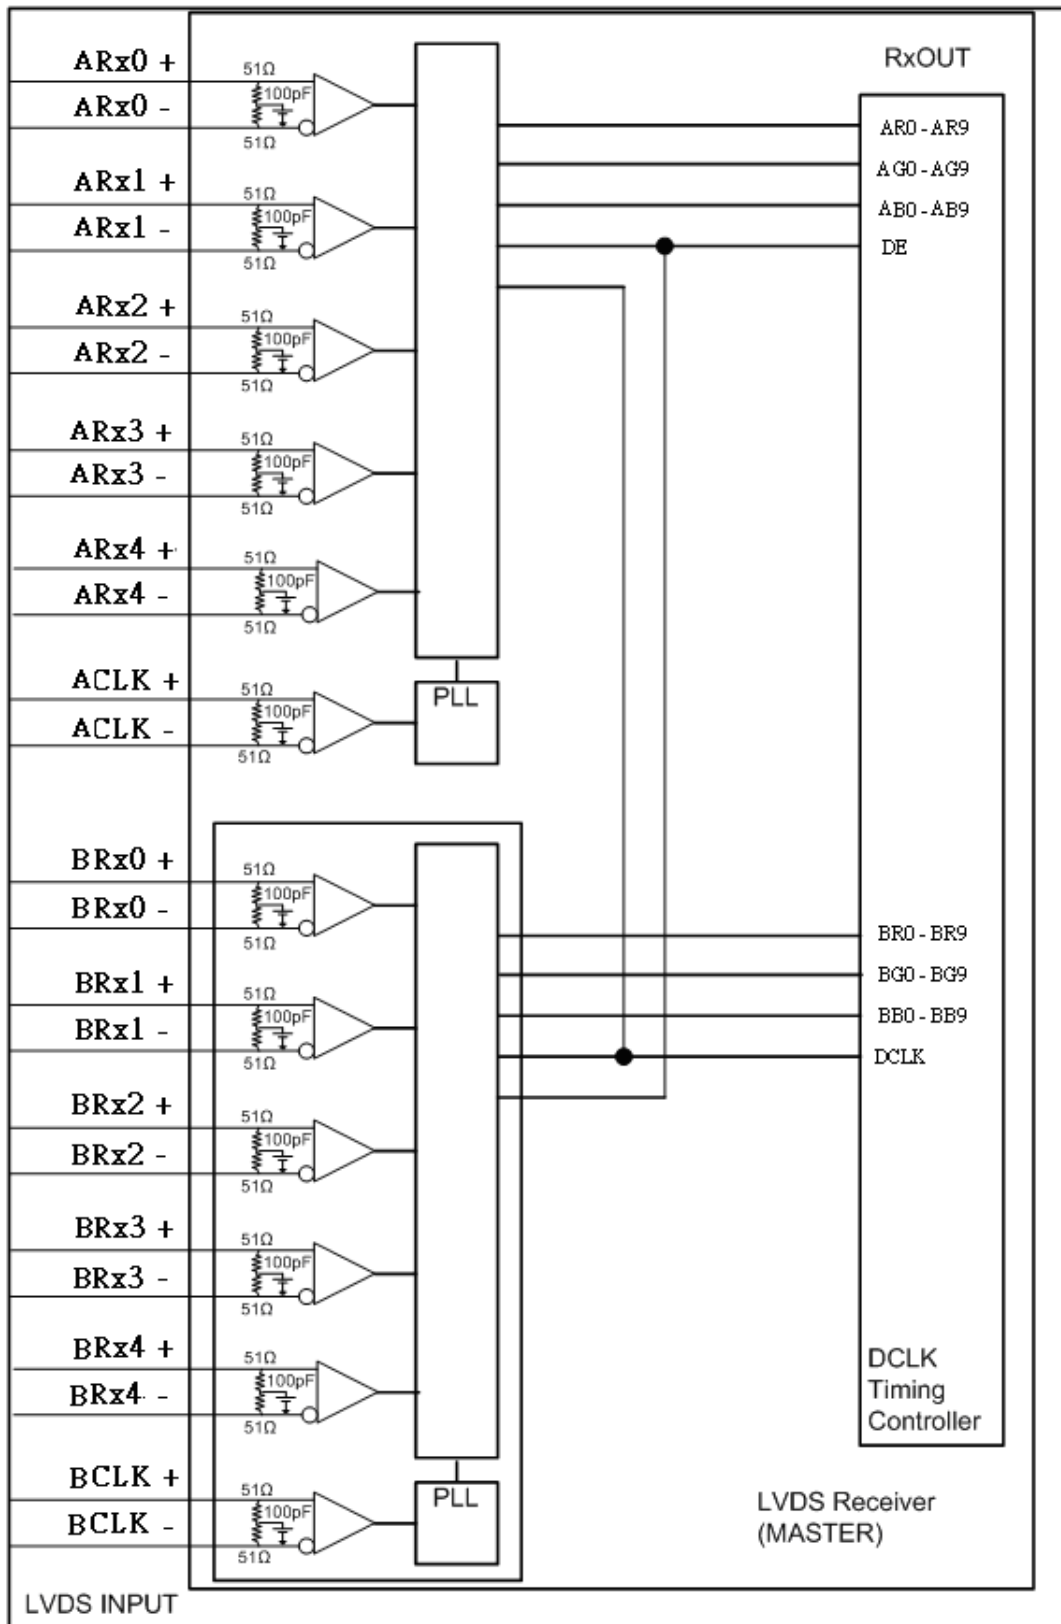 RxOUT
ARx0 +
51Ω
100pF
ARx0 -
51Ω
AR0-AR9
AG0-AG9
ARx1 +
51Ω
100pF
AB0-AB9
ARx1 -
51Ω
DE
ARx2 +
51Ω
100pF
ARx2 -
51Ω
ARx3 +
51Ω
100pF
ARx3 -
51Ω
ARx4 +
51Ω
100pF
ARx4 -
51Ω
ACLK +
51Ω
PLL
100pF
ACLK -
51Ω
BRx0 +
51Ω
100pF
BRx0 -
51Ω
BR0-BR9
BG0-BG9
BRx1 +
51Ω
100pF
BB0-BB9
BRx1 -
51Ω
DCLK
BRx2 +
51Ω
100pF
BRx2 -
51Ω
BRx3 +
51Ω
100pF
BRx3 -
51Ω
BRx4 +
51Ω
100pF
BRx4 -
51Ω
DCLK
Timing
Controller
BCLK +
51Ω
PLL
100pF
BCLK -
51Ω
LVDS Receiver
(MASTER)
LVDS INPUT